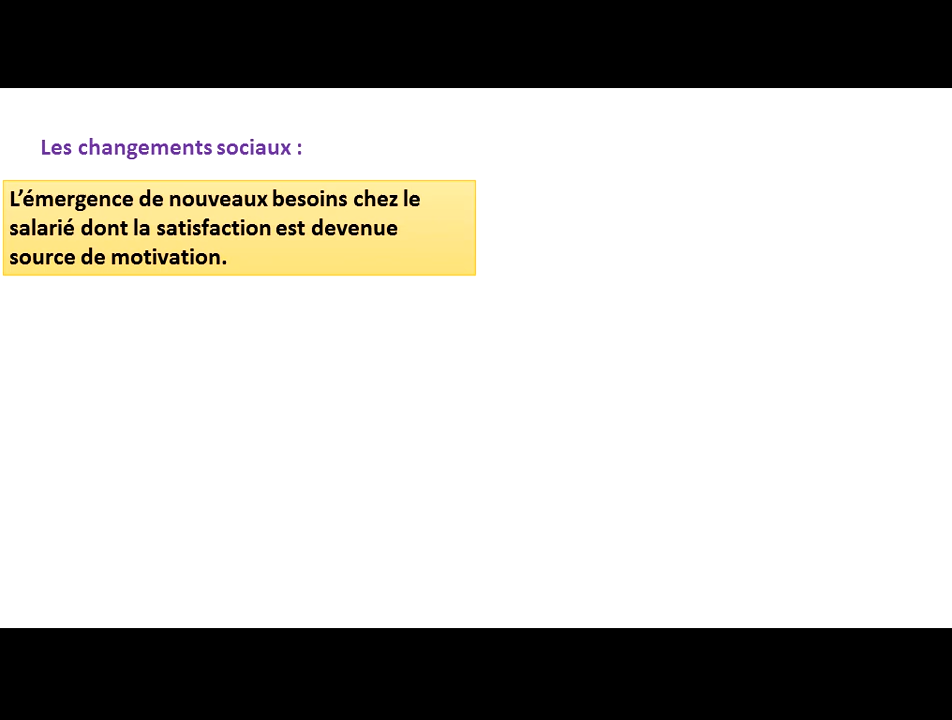 Les changements sociaux :
L’émergence de nouveaux besoins chez le
salarié dont la satisfaction est devenue
source de motivation.